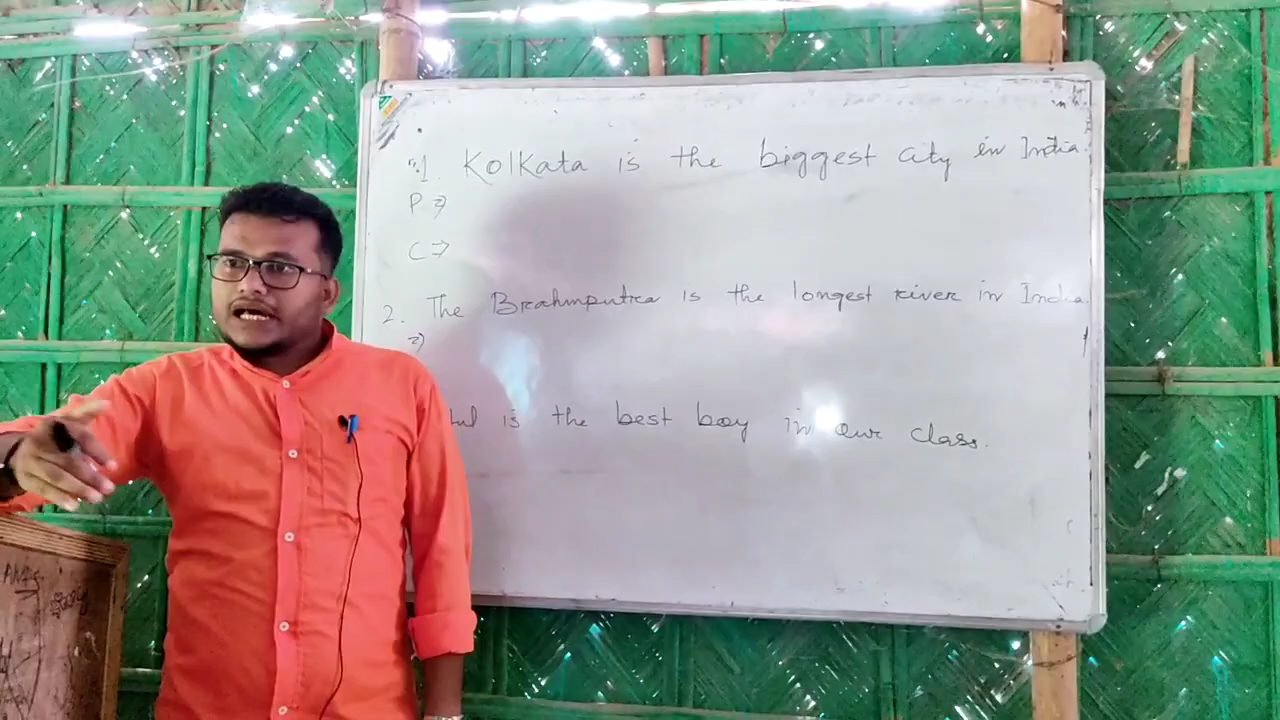 1. Kolkata is the biggest city in India.
P ⇒
C ⇒
2. The Brahmputra is the longest river in India.
⇒
is the best boy in our class.